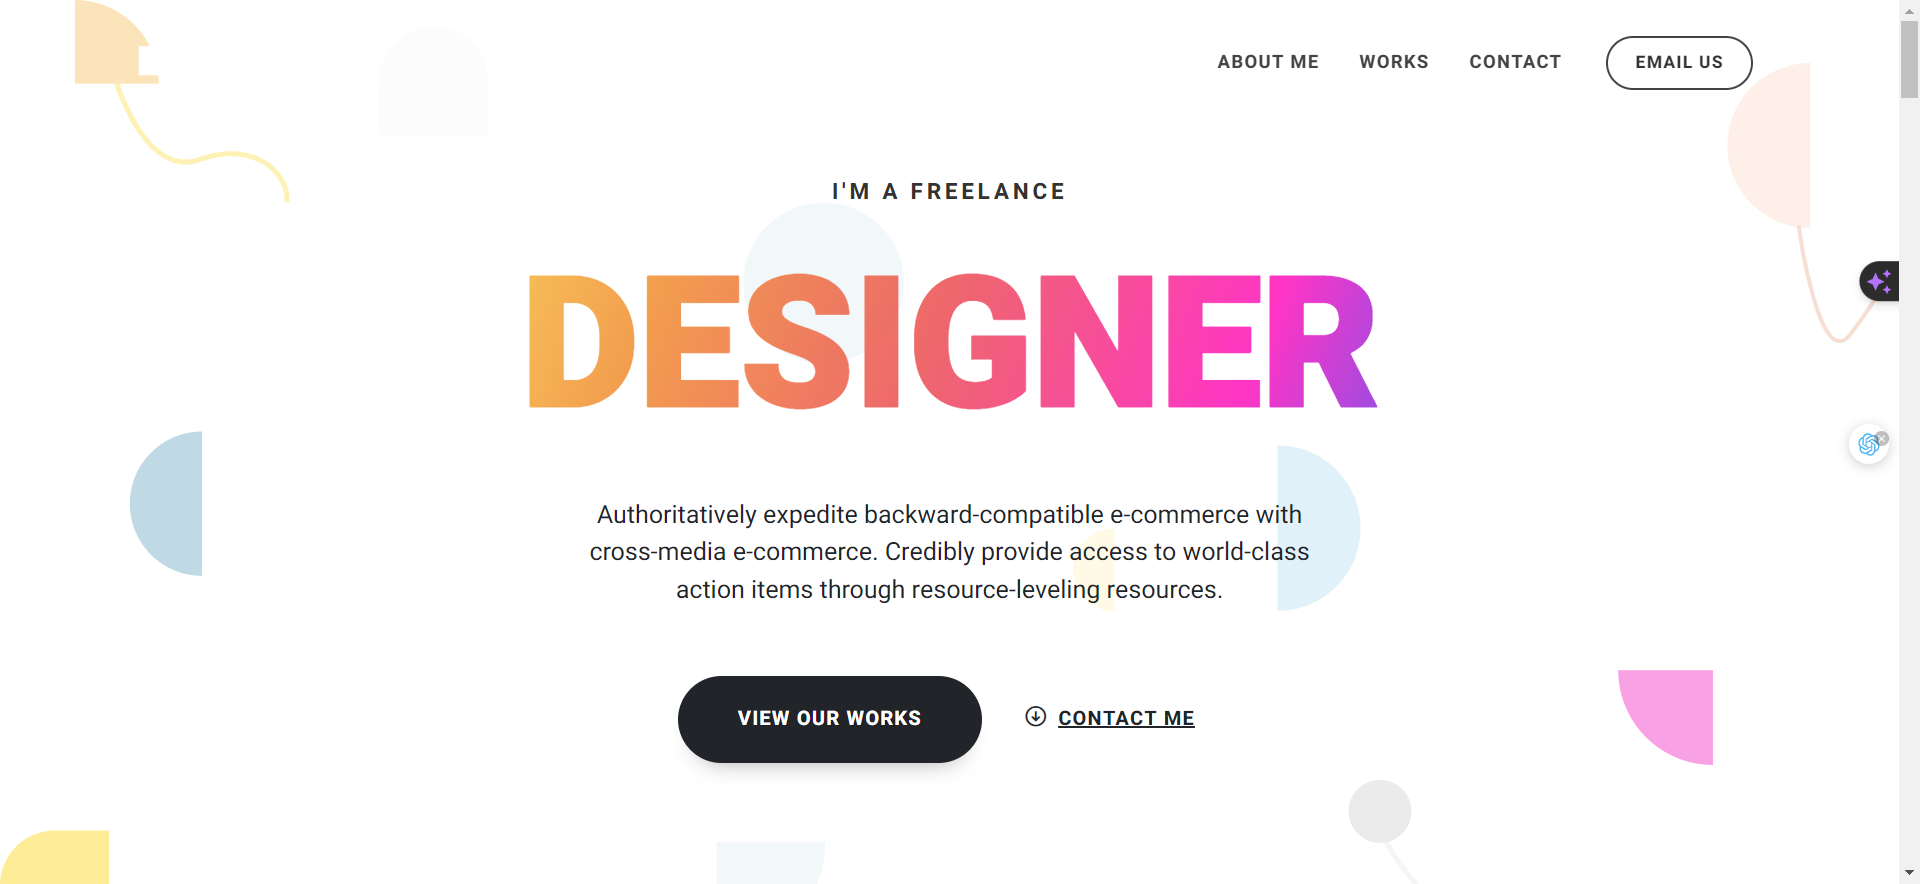 ABOUT ME WORKS CONTACT EMAIL US
I'M A FREELANCE
DESIGNER
Authoritatively expedite backward-compatible e-commerce with
cross-media e-commerce. Credibly provide access to world-class
action items through resource-leveling resources.
VIEW OUR WORKS CONTACT ME